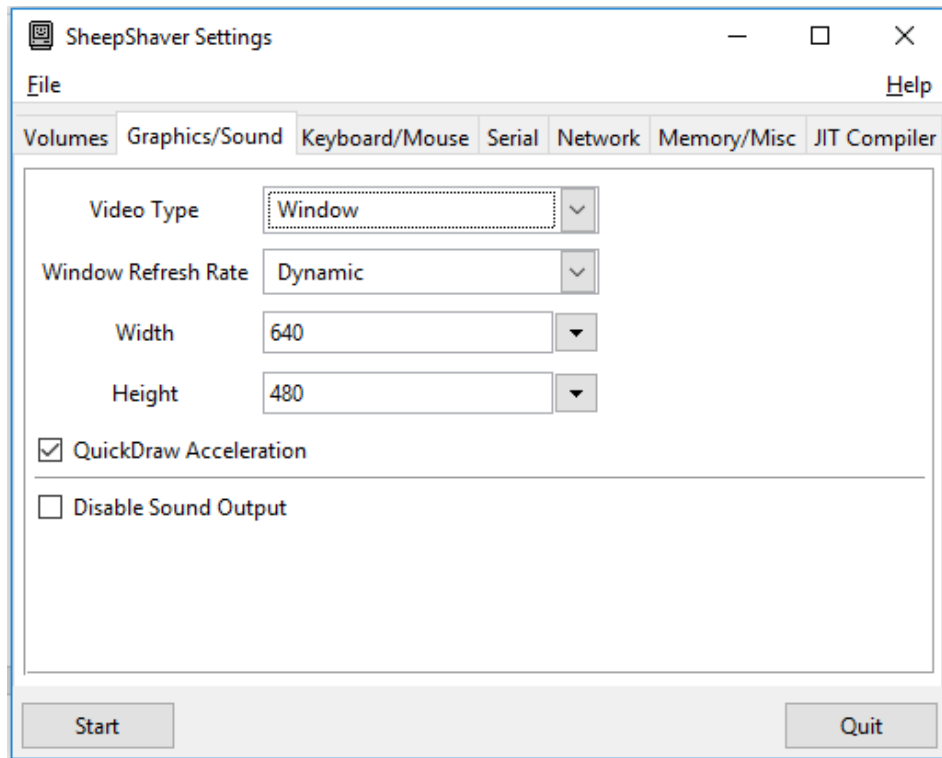 SheepShaver Settings
File Help
Volumes Graphics/Sound Keyboard/Mouse Serial Network Memory/Misc JIT Compiler
Video Type Window
Window Refresh Rate Dynamic
Width 640
Height 480
QuickDraw Acceleration
Disable Sound Output
Start Quit